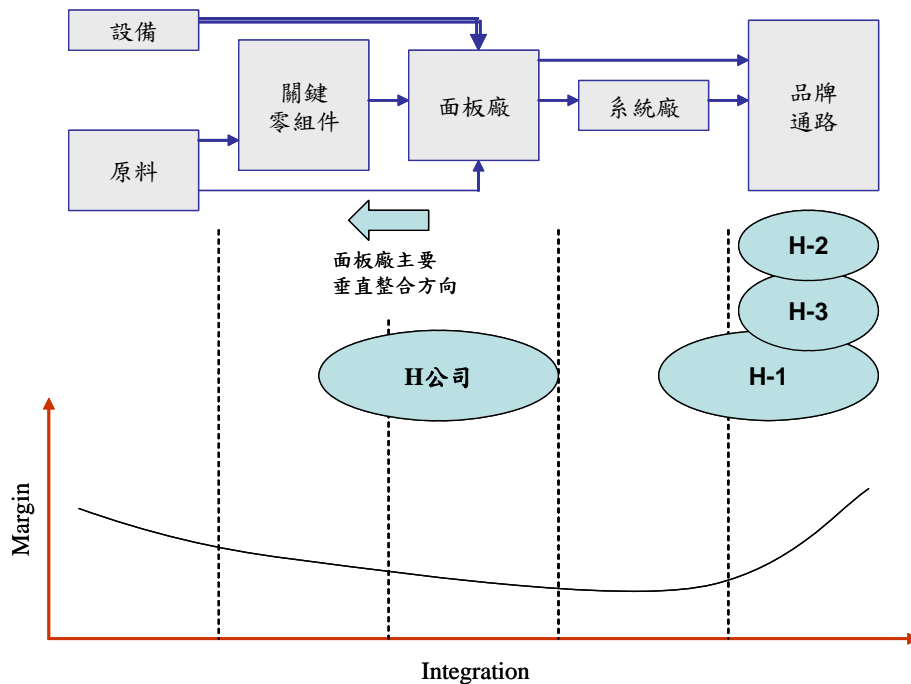 設備
關鍵
零組件
面板廠
系統廠
品牌
通路
原料
面板廠主要
垂直整合方向
H-2
H-3
H公司
H-1
Margin
Integration